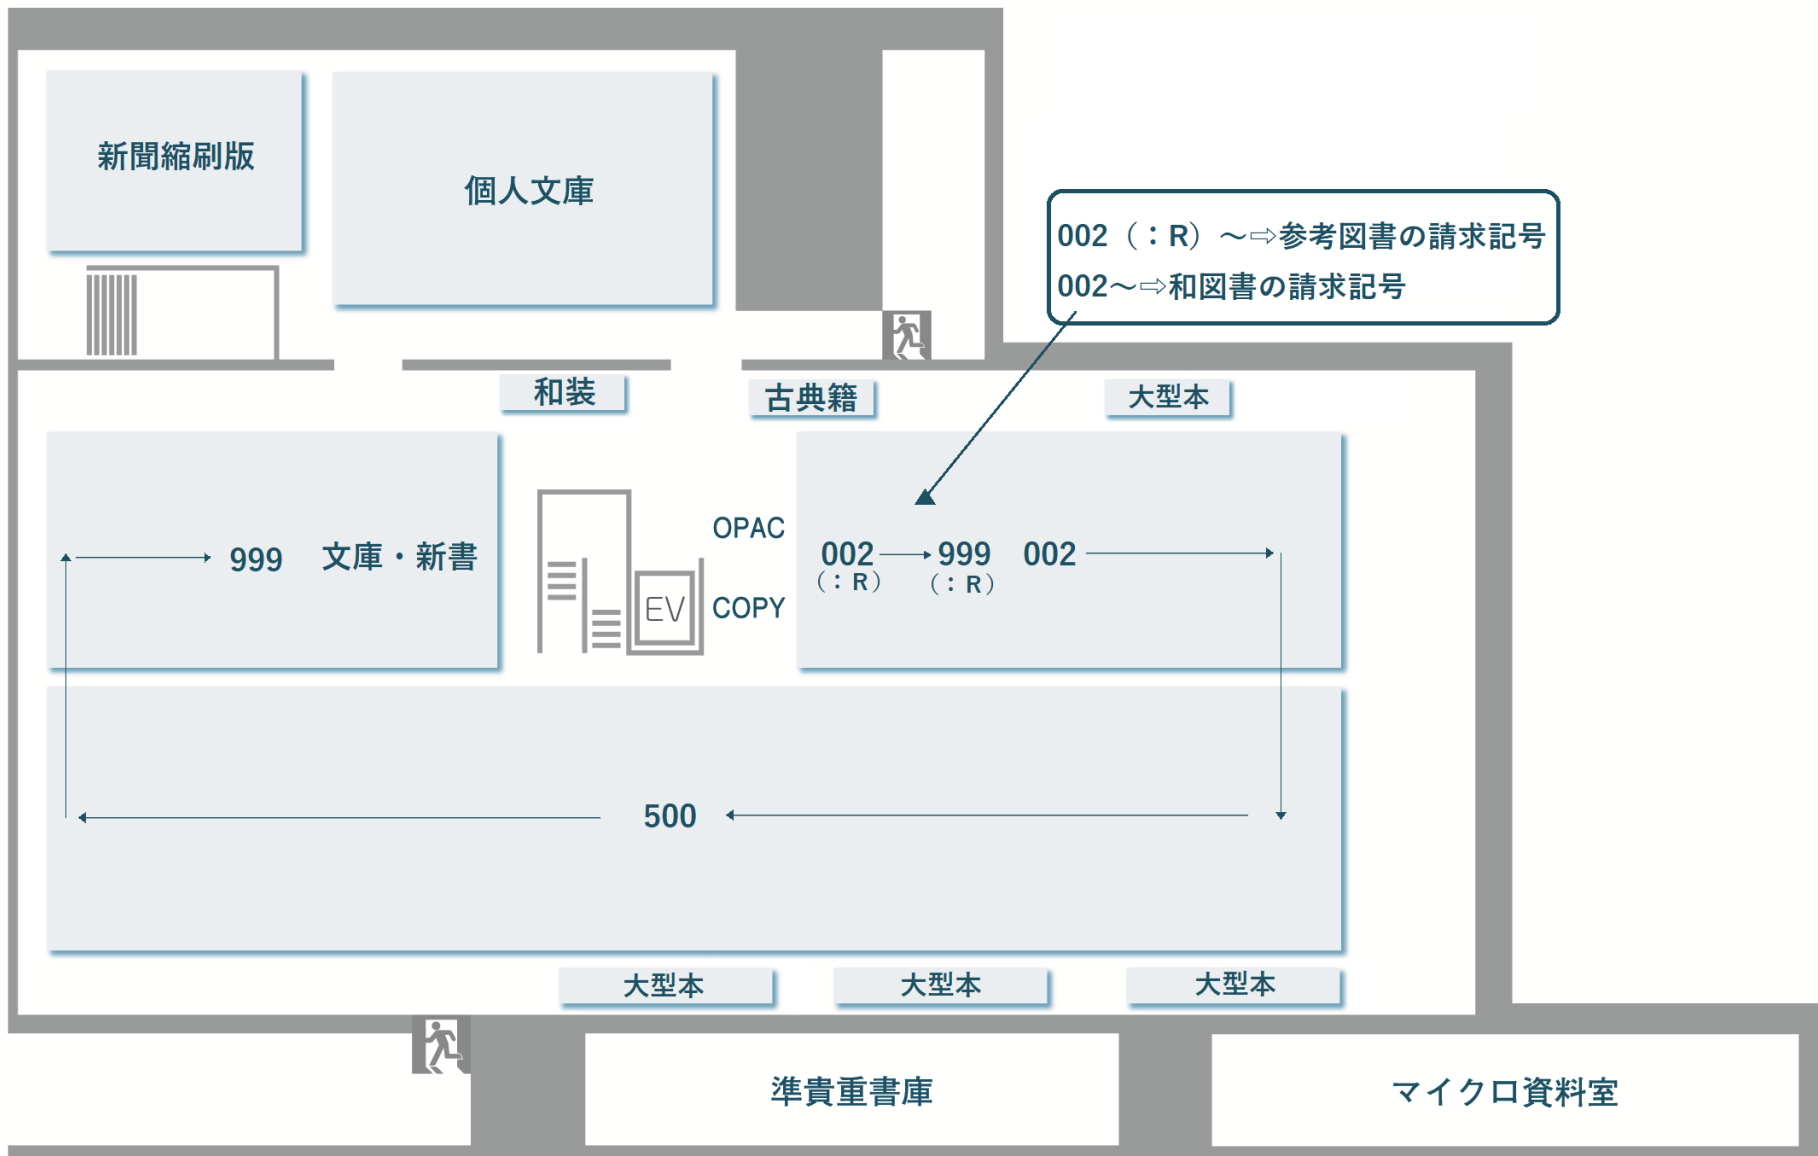 新聞縮刷版
個人文庫
002（：R）～⇨参考図書の請求記号
002～⇨和図書の請求記号
和装
古典籍
大型本
999 文庫・新書
OPAC
COPY
EV
002 999 002
（：R） （：R）
500
大型本 大型本 大型本
準貴重書庫
マイクロ資料室